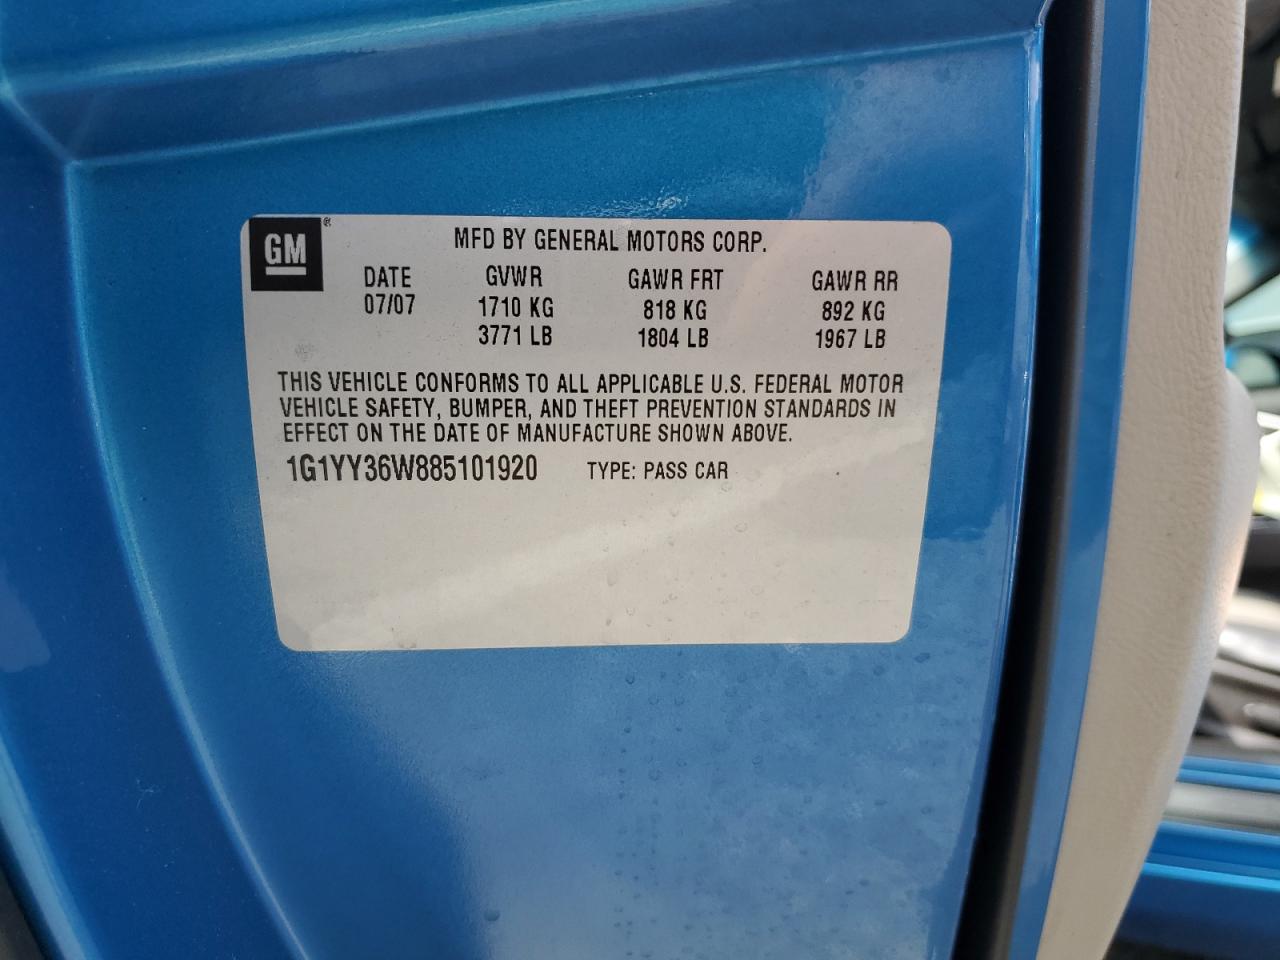 GM ®
MFD BY GENERAL MOTORS CORP.
DATE GVWR GAWR FRT GAWR RR
07/07 1710 KG 818 KG 892 KG
3771 LB 1804 LB 1967 LB
THIS VEHICLE CONFORMS TO ALL APPLICABLE U.S. FEDERAL MOTOR
VEHICLE SAFETY, BUMPER, AND THEFT PREVENTION STANDARDS IN
EFFECT ON THE DATE OF MANUFACTURE SHOWN ABOVE.
1G1YY36W885101920 TYPE: PASS CAR